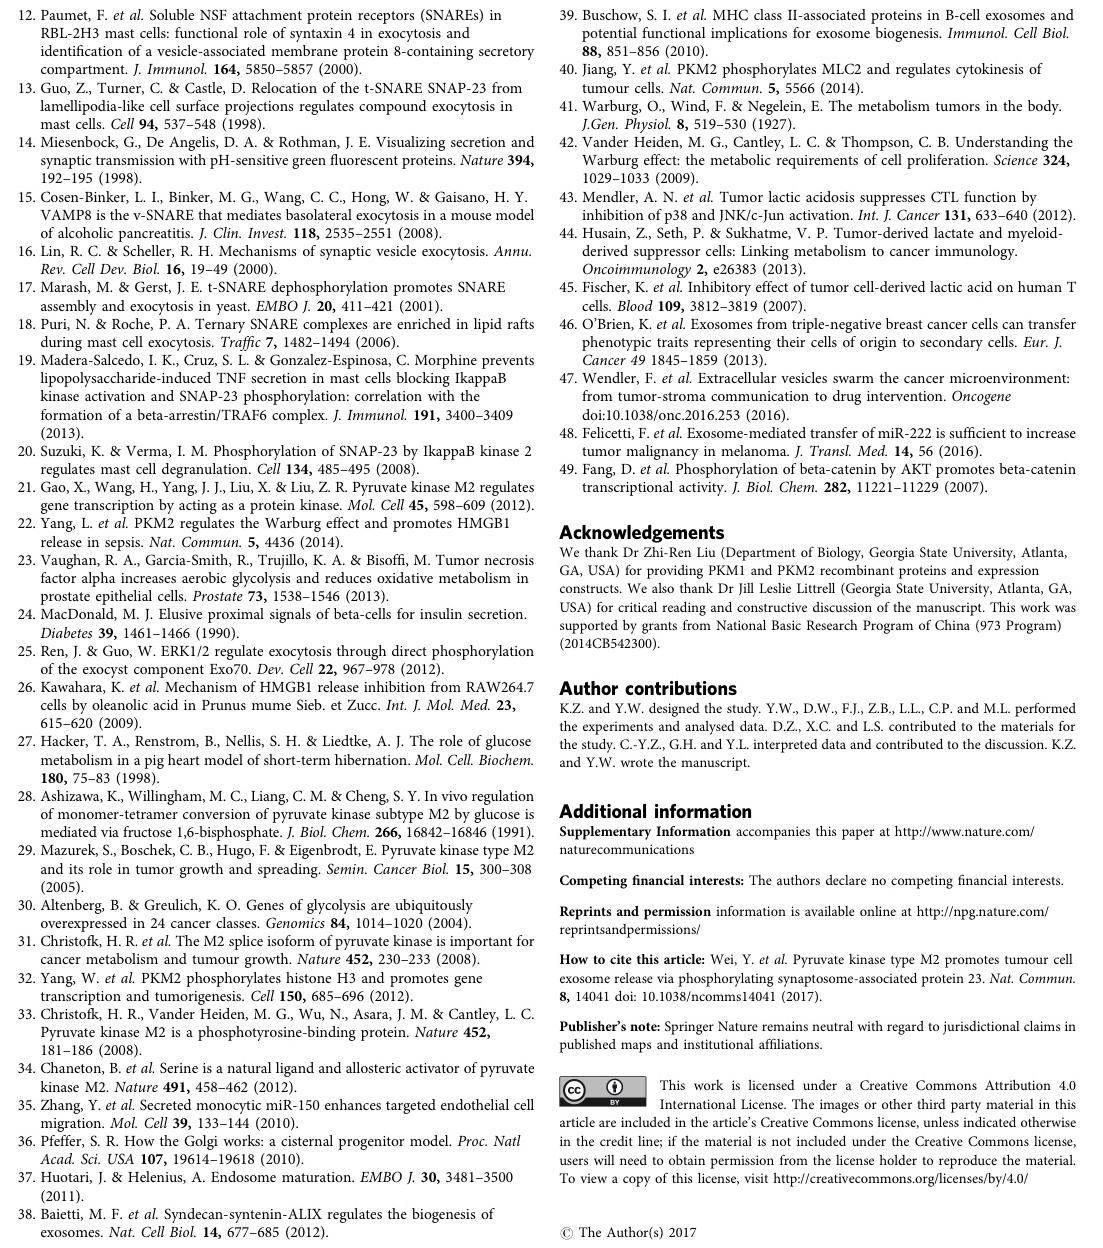 12. Paumet, F. et al. Soluble NSF attachment protein receptors (SNAREs) in
RBL-2H3 mast cells: functional role of syntaxin 4 in exocytosis and
identification of a vesicle-associated membrane protein 8-containing secretory
compartment. J. Immunol. 164, 5850–5857 (2000).
13. Guo, Z., Turner, C. & Castle, D. Relocation of the t-SNARE SNAP-23 from
lamellipodia-like cell surface projections regulates compound exocytosis in
mast cells. Cell 94, 537–548 (1998).
14. Miesenbock, G., De Angelis, D. A. & Rothman, J. E. Visualizing secretion and
synaptic transmission with pH-sensitive green fluorescent proteins. Nature 394,
192–195 (1998).
15. Cosen-Binker, L. I., Binker, M. G., Wang, C. C., Hong, W. & Gaisano, H. Y.
VAMP8 is the v-SNARE that mediates basolateral exocytosis in a mouse model
of alcoholic pancreatitis. J. Clin. Invest. 118, 2535–2551 (2008).
16. Lin, R. C. & Scheller, R. H. Mechanisms of synaptic vesicle exocytosis. Annu.
Rev. Cell Dev. Biol. 16, 19–49 (2000).
17. Marash, M. & Gerst, J. E. t-SNARE dephosphorylation promotes SNARE
assembly and exocytosis in yeast. EMBO J. 20, 411–421 (2001).
18. Puri, N. & Roche, P. A. Ternary SNARE complexes are enriched in lipid rafts
during mast cell exocytosis. Traffic 7, 1482–1494 (2006).
19. Madera-Salcedo, I. K., Cruz, S. L. & Gonzalez-Espinosa, C. Morphine prevents
lipopolysaccharide-induced TNF secretion in mast cells blocking IkappaB
kinase activation and SNAP-23 phosphorylation: correlation with the
formation of a beta-arrestin/TRAF6 complex. J. Immunol. 191, 3400–3409
(2013).
20. Suzuki, K. & Verma, I. M. Phosphorylation of SNAP-23 by IkappaB kinase 2
regulates mast cell degranulation. Cell 134, 485–495 (2008).
21. Gao, X., Wang, H., Yang, J. J., Liu, X. & Liu, Z. R. Pyruvate kinase M2 regulates
gene transcription by acting as a protein kinase. Mol. Cell 45, 598–609 (2012).
22. Yang, L. et al. PKM2 regulates the Warburg effect and promotes HMGB1
release in sepsis. Nat. Commun. 5, 4436 (2014).
23. Vaughan, R. A., Garcia-Smith, R., Trujillo, K. A. & Bisoffi, M. Tumor necrosis
factor alpha increases aerobic glycolysis and reduces oxidative metabolism in
prostate epithelial cells. Prostate 73, 1538–1546 (2013).
24. MacDonald, M. J. Elusive proximal signals of beta-cells for insulin secretion.
Diabetes 39, 1461–1466 (1990).
25. Ren, J. & Guo, W. ERK1/2 regulate exocytosis through direct phosphorylation
of the exocyst component Exo70. Dev. Cell 22, 967–978 (2012).
26. Kawahara, K. et al. Mechanism of HMGB1 release inhibition from RAW264.7
cells by oleanolic acid in Prunus mume Sieb. et Zucc. Int. J. Mol. Med. 23,
615–620 (2009).
27. Hacker, T. A., Renstrom, B., Nellis, S. H. & Liedtke, A. J. The role of glucose
metabolism in a pig heart model of short-term hibernation. Mol. Cell. Biochem.
180, 75–83 (1998).
28. Ashizawa, K., Willingham, M. C., Liang, C. M. & Cheng, S. Y. In vivo regulation
of monomer-tetramer conversion of pyruvate kinase subtype M2 by glucose is
mediated via fructose 1,6-bisphosphate. J. Biol. Chem. 266, 16842–16846 (1991).
29. Mazurek, S., Boschek, C. B., Hugo, F. & Eigenbrodt, E. Pyruvate kinase type M2
and its role in tumor growth and spreading. Semin. Cancer Biol. 15, 300–308
(2005).
30. Altenberg, B. & Greulich, K. O. Genes of glycolysis are ubiquitously
overexpressed in 24 cancer classes. Genomics 84, 1014–1020 (2004).
31. Christofk, H. R. et al. The M2 splice isoform of pyruvate kinase is important for
cancer metabolism and tumour growth. Nature 452, 230–233 (2008).
32. Yang, W. et al. PKM2 phosphorylates histone H3 and promotes gene
transcription and tumorigenesis. Cell 150, 685–696 (2012).
33. Christofk, H. R., Vander Heiden, M. G., Wu, N., Asara, J. M. & Cantley, L. C.
Pyruvate kinase M2 is a phosphotyrosine-binding protein. Nature 452,
181–186 (2008).
34. Chaneton, B. et al. Serine is a natural ligand and allosteric activator of pyruvate
kinase M2. Nature 491, 458–462 (2012).
35. Zhang, Y. et al. Secreted monocytic miR-150 enhances targeted endothelial cell
migration. Mol. Cell 39, 133–144 (2010).
36. Pfeffer, S. R. How the Golgi works: a cisternal progenitor model. Proc. Natl
Acad. Sci. USA 107, 19614–19618 (2010).
37. Huotari, J. & Helenius, A. Endosome maturation. EMBO J. 30, 3481–3500
(2011).
38. Baietti, M. F. et al. Syndecan-syntenin-ALIX regulates the biogenesis of
exosomes. Nat. Cell Biol. 14, 677–685 (2012).
39. Buschow, S. I. et al. MHC class II-associated proteins in B-cell exosomes and
potential functional implications for exosome biogenesis. Immunol. Cell Biol.
88, 851–856 (2010).
40. Jiang, Y. et al. PKM2 phosphorylates MLC2 and regulates cytokinesis of
tumour cells. Nat. Commun. 5, 5566 (2014).
41. Warburg, O., Wind, F. & Negelein, E. The metabolism tumors in the body.
J.Gen. Physiol. 8, 519–530 (1927).
42. Vander Heiden, M. G., Cantley, L. C. & Thompson, C. B. Understanding the
Warburg effect: the metabolic requirements of cell proliferation. Science 324,
1029–1033 (2009).
43. Mendler, A. N. et al. Tumor lactic acidosis suppresses CTL function by
inhibition of p38 and JNK/c-Jun activation. Int. J. Cancer 131, 633–640 (2012).
44. Husain, Z., Seth, P. & Sukhatme, V. P. Tumor-derived lactate and myeloid-
derived suppressor cells: Linking metabolism to cancer immunology.
Oncoimmunology 2, e26383 (2013).
45. Fischer, K. et al. Inhibitory effect of tumor cell-derived lactic acid on human T
cells. Blood 109, 3812–3819 (2007).
46. O'Brien, K. et al. Exosomes from triple-negative breast cancer cells can transfer
phenotypic traits representing their cells of origin to secondary cells. Eur. J.
Cancer 49 1845–1859 (2013).
47. Wendler, F. et al. Extracellular vesicles swarm the cancer microenvironment:
from tumor-stroma communication to drug intervention. Oncogene
doi:10.1038/onc.2016.253 (2016).
48. Felicetti, F. et al. Exosome-mediated transfer of miR-222 is sufficient to increase
tumor malignancy in melanoma. J. Transl. Med. 14, 56 (2016).
49. Fang, D. et al. Phosphorylation of beta-catenin by AKT promotes beta-catenin
transcriptional activity. J. Biol. Chem. 282, 11221–11229 (2007).
Acknowledgements
We thank Dr Zhi-Ren Liu (Department of Biology, Georgia State University, Atlanta,
GA, USA) for providing PKM1 and PKM2 recombinant proteins and expression
constructs. We also thank Dr Jill Leslie Littrell (Georgia State University, Atlanta, GA,
USA) for critical reading and constructive discussion of the manuscript. This work was
supported by grants from National Basic Research Program of China (973 Program)
(2014CB542300).
Author contributions
K.Z. and Y.W. designed the study. Y.W., D.W., F.J., Z.B., L.L., C.P. and M.L. performed
the experiments and analysed data. D.Z., X.C. and L.S. contributed to the materials for
the study. C.-Y.Z., G.H. and Y.L. interpreted data and contributed to the discussion. K.Z.
and Y.W. wrote the manuscript.
Additional information
Supplementary Information accompanies this paper at http://www.nature.com/
naturecommunications
Competing financial interests: The authors declare no competing financial interests.
Reprints and permission information is available online at http://npg.nature.com/
reprintsandpermissions/
How to cite this article: Wei, Y. et al. Pyruvate kinase type M2 promotes tumour cell
exosome release via phosphorylating synaptosome-associated protein 23. Nat. Commun.
8, 14041 doi: 10.1038/ncomms14041 (2017).
Publisher's note: Springer Nature remains neutral with regard to jurisdictional claims in
published maps and institutional affiliations.
cc BY
This work is licensed under a Creative Commons Attribution 4.0
International License. The images or other third party material in this
article are included in the article's Creative Commons license, unless indicated otherwise
in the credit line; if the material is not included under the Creative Commons license,
users will need to obtain permission from the license holder to reproduce the material.
To view a copy of this license, visit http://creativecommons.org/licenses/by/4.0/
© The Author(s) 2017